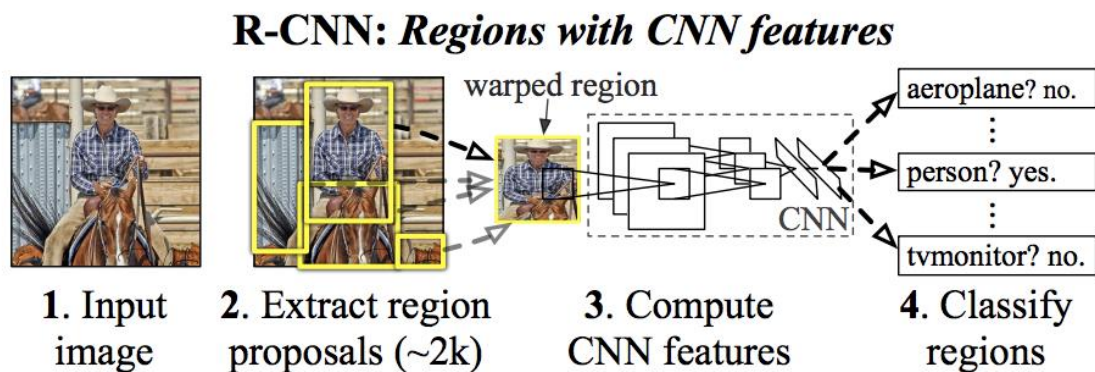 R-CNN: Regions with CNN features
warped region
aeroplane? no.
⋮
person? yes.
⋮
tvmonitor? no.
CNN
1. Input
image
2. Extract region
proposals (~2k)
3. Compute
CNN features
4. Classify
regions